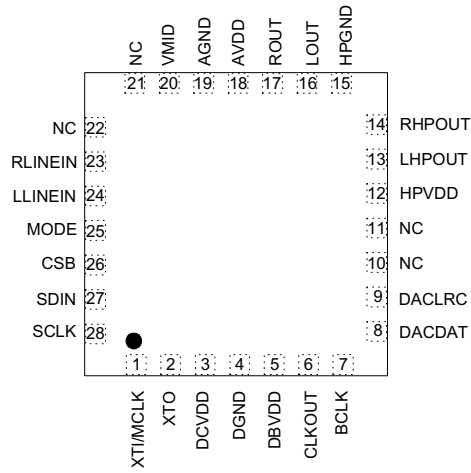 NC
VMID
AGND
AVDD
ROUT
LOUT
HPGND
21 20 19 18 17 16 15
NC 22
RLINEIN 23
LLINEIN 24
MODE 25
CSB 26
SDIN 27
SCLK 28
14 RHPOUT
13 LHPOUT
12 HPVDD
11 NC
10 NC
9 DACLRC
8 DACDAT
1 2 3 4 5 6 7
XTI/MCLK
XTO
DCVDD
DGND
DBVDD
CLKOUT
BCLK